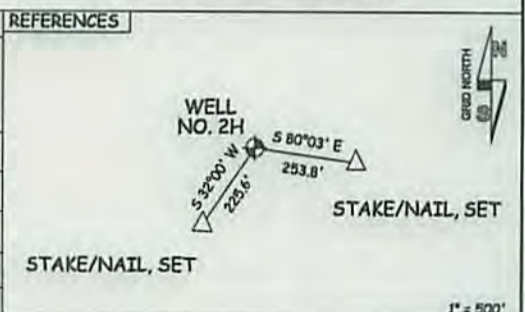 REFERENCES
GRID NORTH
N
S
WELL
NO. 2H
S 80°03' E
253.8'
S 32°00' W
225.6'
STAKE/NAIL, SET
STAKE/NAIL, SET
1" = 500'